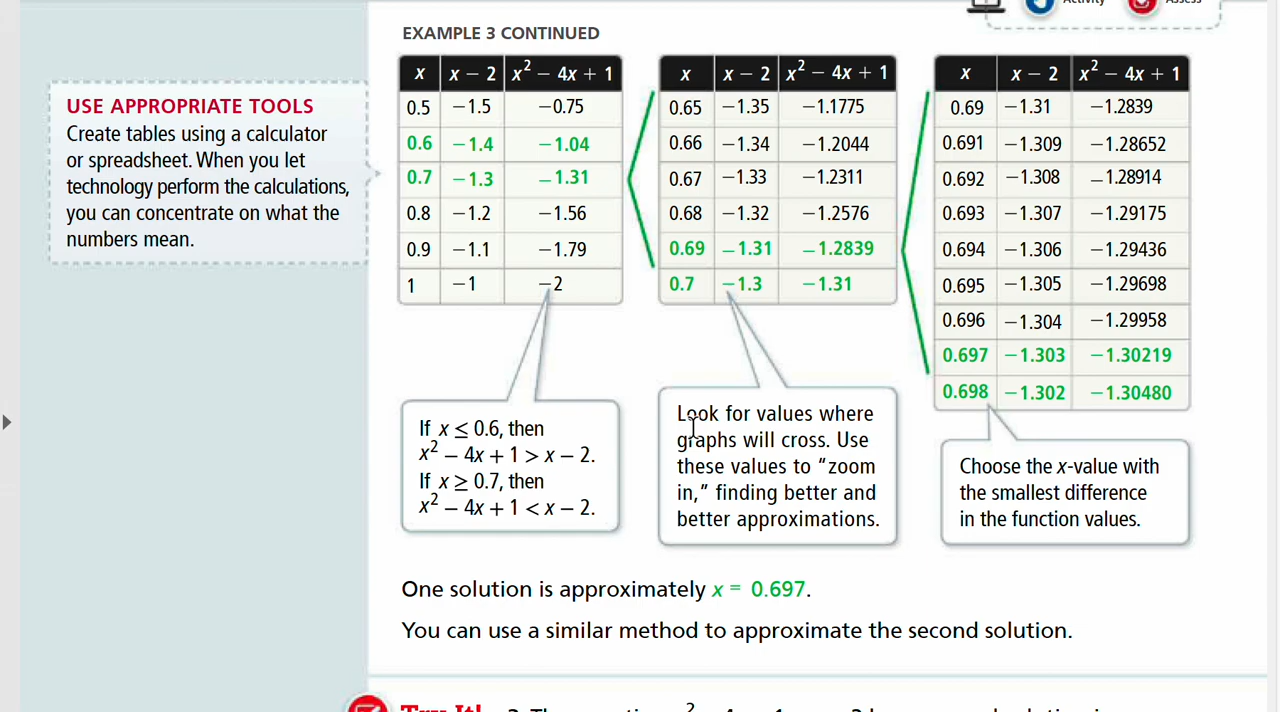 Activity
Assess
EXAMPLE 3 CONTINUED
USE APPROPRIATE TOOLS
Create tables using a calculator
or spreadsheet. When you let
technology perform the calculations,
you can concentrate on what the
numbers mean.
x x − 2 x² − 4x + 1
0.5 −1.5 −0.75
0.6 −1.4 −1.04
0.7 −1.3 −1.31
0.8 −1.2 −1.56
0.9 −1.1 −1.79
1 −1 −2
x x − 2 x² − 4x + 1
0.65 −1.35 −1.1775
0.66 −1.34 −1.2044
0.67 −1.33 −1.2311
0.68 −1.32 −1.2576
0.69 −1.31 −1.2839
0.7 −1.3 −1.31
x x − 2 x² − 4x + 1
0.69 −1.31 −1.2839
0.691 −1.309 −1.28652
0.692 −1.308 −1.28914
0.693 −1.307 −1.29175
0.694 −1.306 −1.29436
0.695 −1.305 −1.29698
0.696 −1.304 −1.29958
0.697 −1.303 −1.30219
0.698 −1.302 −1.30480
If x ≤ 0.6, then
x² − 4x + 1 > x − 2.
If x ≥ 0.7, then
x² − 4x + 1 < x − 2.
Look for values where
graphs will cross. Use
these values to “zoom
in,” finding better and
better approximations.
Choose the x-value with
the smallest difference
in the function values.
One solution is approximately x = 0.697.
You can use a similar method to approximate the second solution.
Try It!